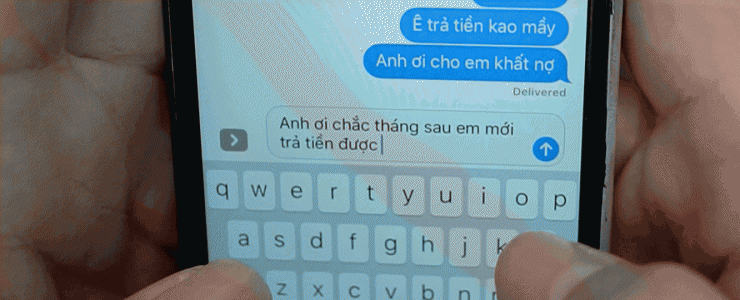 Ê trả tiền kao mầy
Anh ơi cho em khất nợ
Delivered
Anh ơi chắc tháng sau em mới
trả tiền được
q w e r t y u i o p
a s d f g h j k
z x c v b n